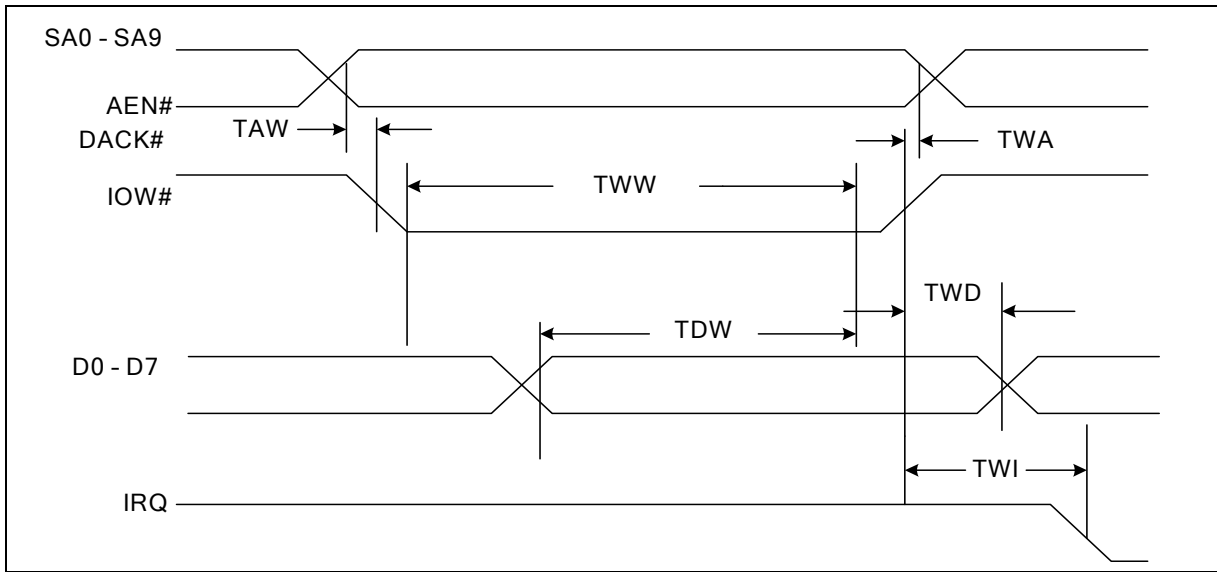 SA0 - SA9
AEN#
TAW
DACK#
TWA
TWW
IOW#
TWD
TDW
D0 - D7
TWI
IRQ